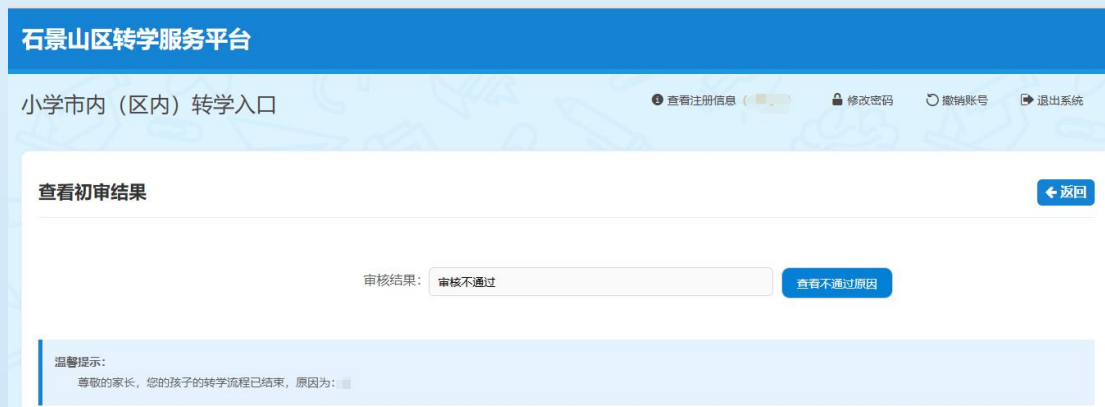 石景山区转学服务平台
小学市内（区内）转学入口
查看注册信息（ ）
修改密码
撤销账号
退出系统
查看初审结果
返回
审核结果：
审核不通过
查看不通过原因
温馨提示：
尊敬的家长，您的孩子的转学流程已结束，原因为：